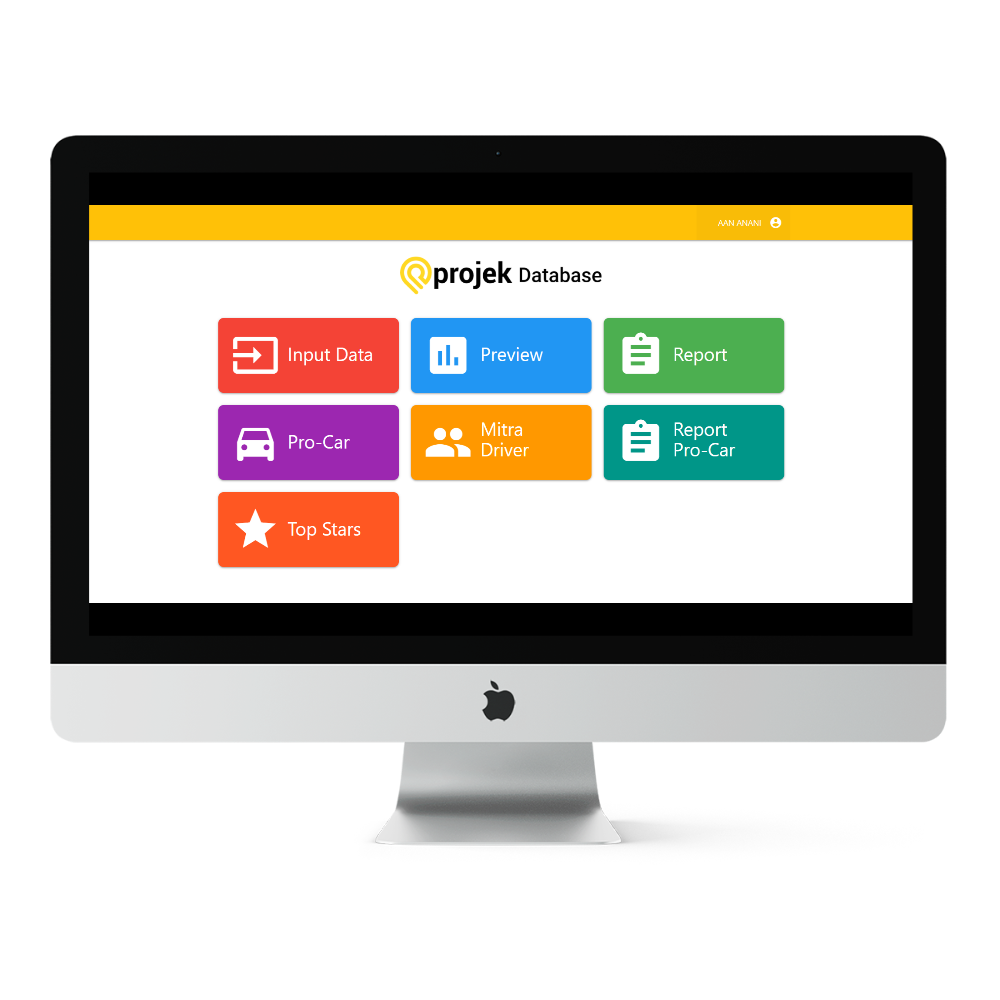 AAN ANANI
projek Database
Input Data
Preview
Report
Pro-Car
Mitra
Driver
Report
Pro-Car
Top Stars